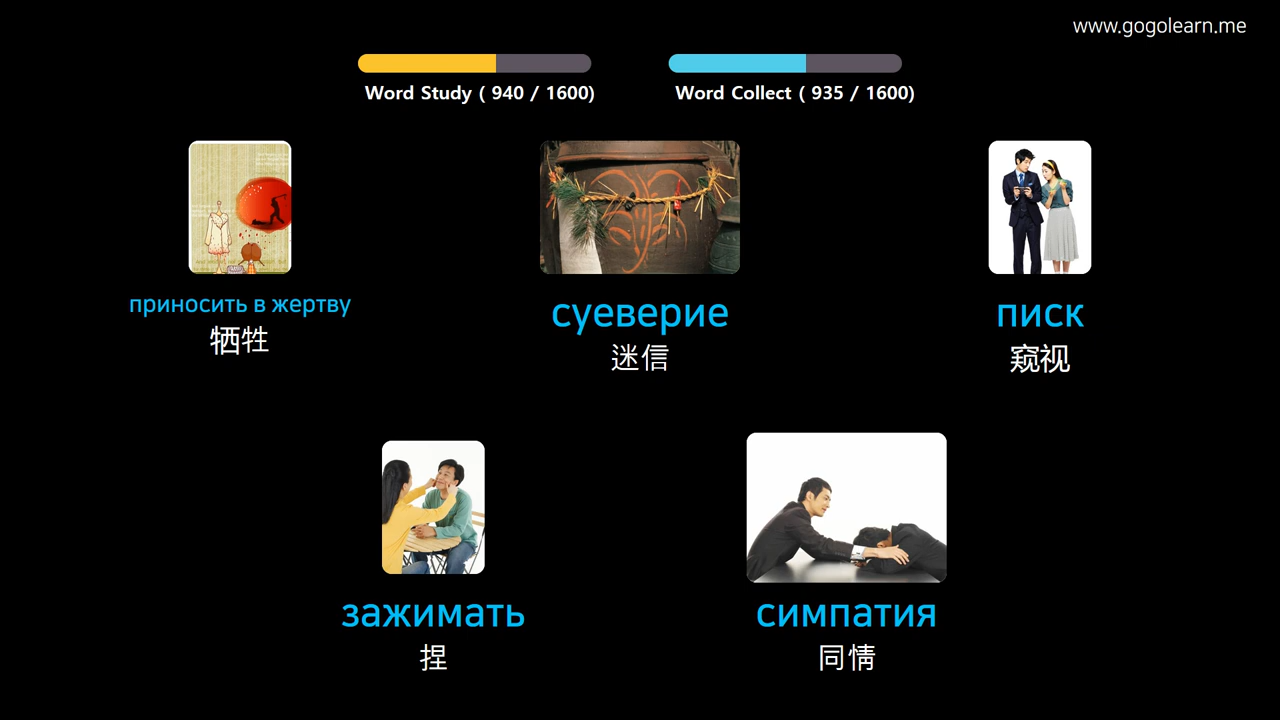 www.gogolearn.me
Word Study ( 940 / 1600)
Word Collect ( 935 / 1600)
приносить в жертву
牺牲
суеверие
迷信
писк
窥视
зажимать
捏
симпатия
同情